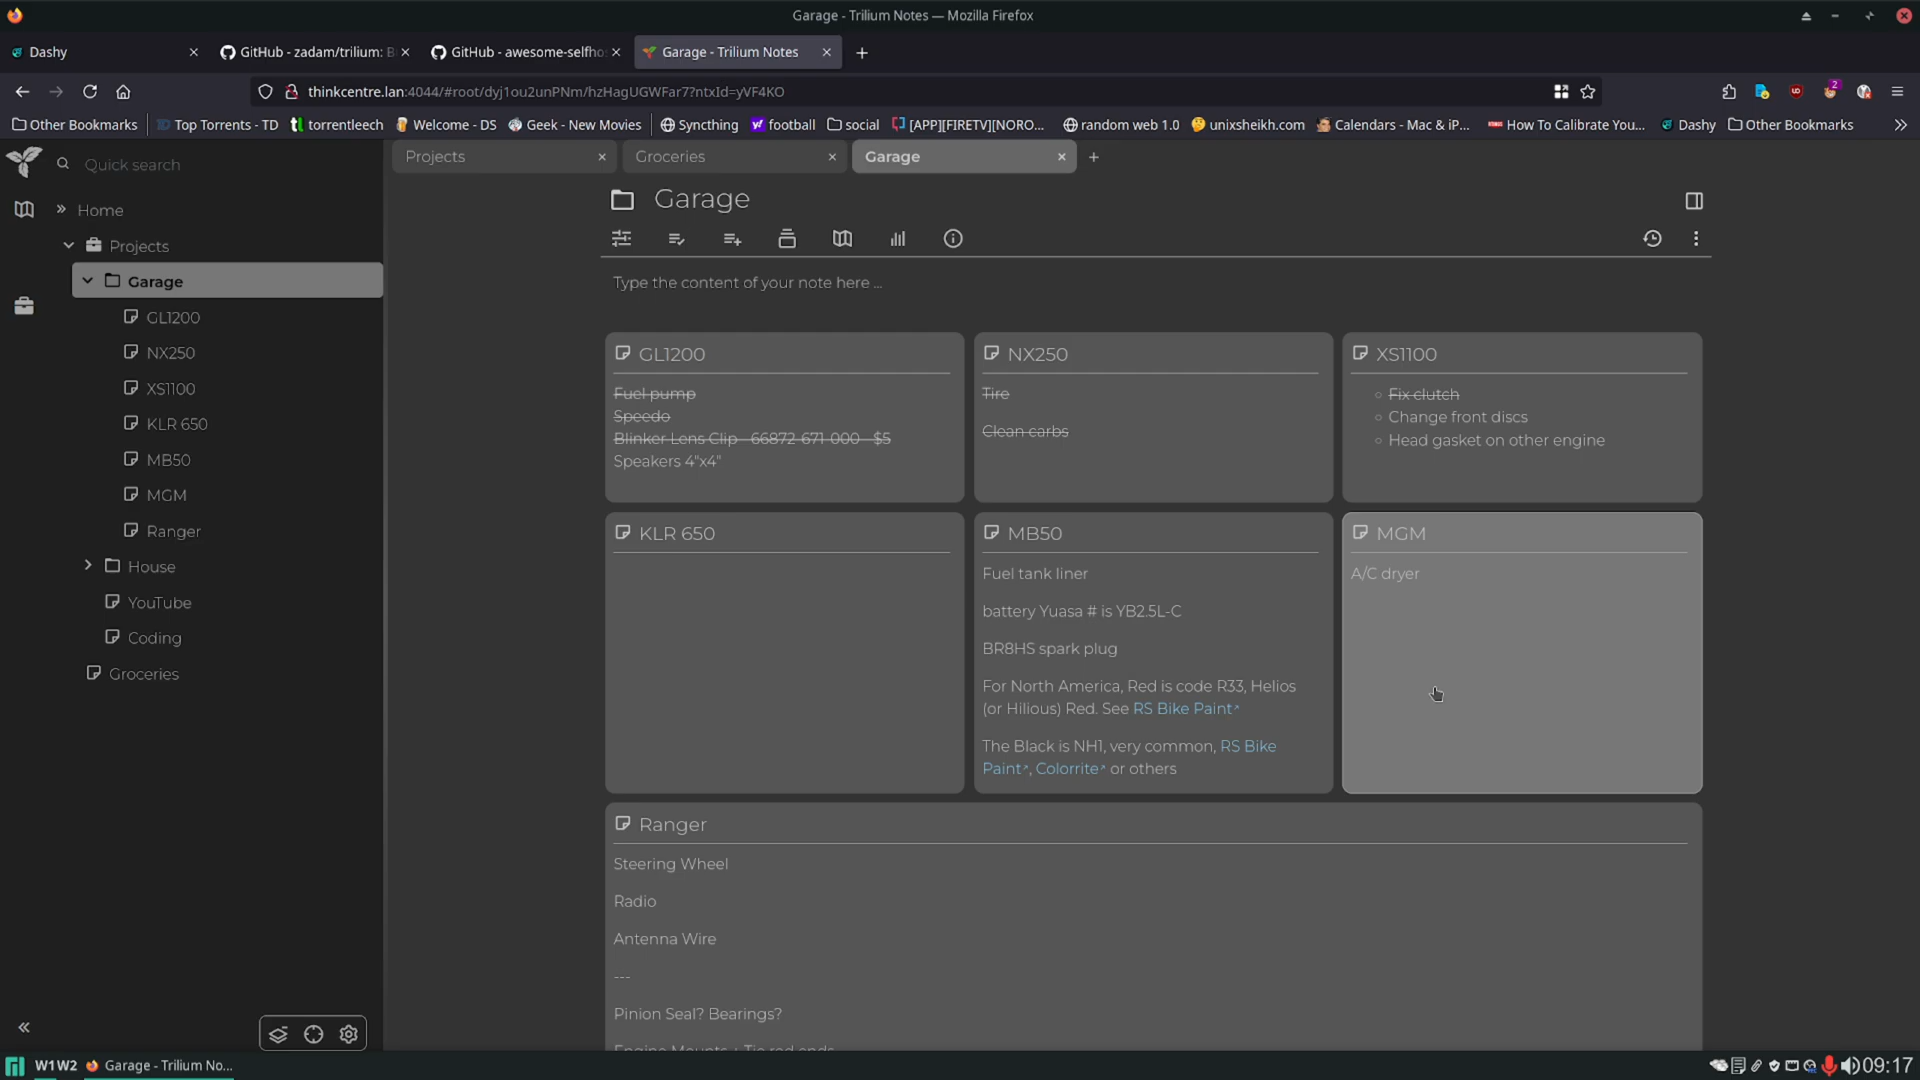 Garage - Trilium Notes — Mozilla Firefox
Dashy
GitHub - zadam/trilium: B
GitHub - awesome-selfho
Garage - Trilium Notes
thinkcentre.lan:4044/#root/dyj1ou2unPNm/hzHagUGWFar7?ntxId=yVF4KO
2
Other Bookmarks
Top Torrents - TD
torrentleech
Welcome - DS
Geek - New Movies
Syncthing
football
social
[APP][FIRETV][NORO...
random web 1.0
unixsheikh.com
Calendars - Mac & iP...
How To Calibrate You...
Dashy
Other Bookmarks
Quick search
Projects
Groceries
Garage
Home
Projects
Garage
GL1200
NX250
XS1100
KLR 650
MB50
MGM
Ranger
House
YouTube
Coding
Groceries
Garage
Type the content of your note here ...
GL1200
Fuel pump
Speedo
Blinker Lens Clip - 66872-671-000 - $5
Speakers 4"x4"
NX250
Tire
Clean carbs
XS1100
Fix clutch
Change front discs
Head gasket on other engine
KLR 650
MB50
Fuel tank liner
battery Yuasa # is YB2.5L-C
BR8HS spark plug
For North America, Red is code R33, Helios
(or Hilious) Red. See RS Bike Paint
The Black is NH1, very common, RS Bike
Paint, Colorrite or others
MGM
A/C dryer
Ranger
Steering Wheel
Radio
Antenna Wire
---
Pinion Seal? Bearings?
Engine Mounts + Tie rod ends
W1 W2
Garage - Trilium No...
09:17